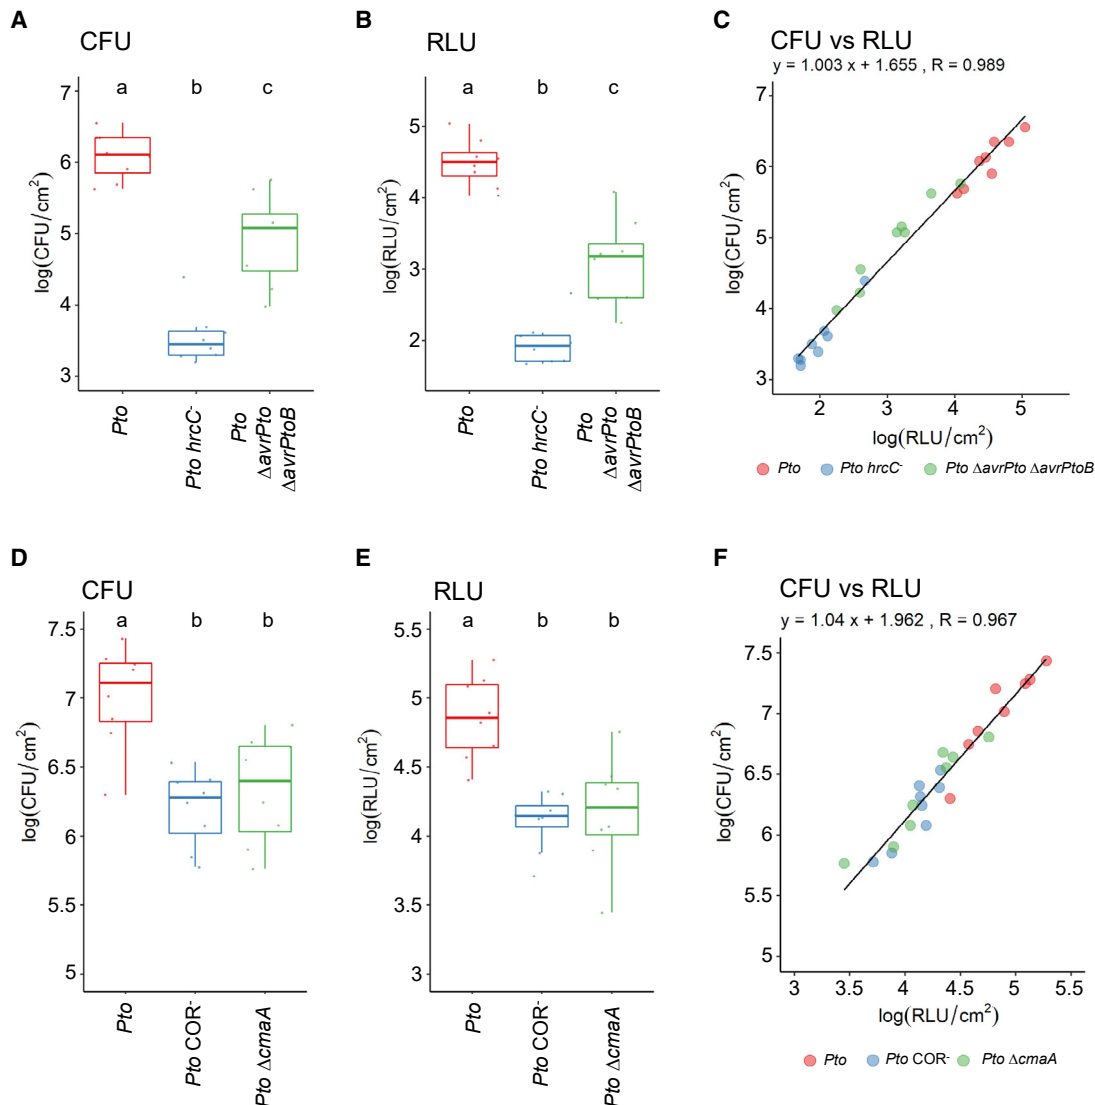 A
CFU
a b c
log(CFU/cm²)
7
6
5
4
3
Pto
Pto hrcC⁻
Pto
ΔavrPto
ΔavrPtoB
B
RLU
a b c
log(RLU/cm²)
5
4
3
2
Pto
Pto hrcC⁻
Pto
ΔavrPto
ΔavrPtoB
C
CFU vs RLU
y = 1.003 x + 1.655 , R = 0.989
log(CFU/cm²)
7
6
5
4
3
2 3 4 5
log(RLU/cm²)
Pto Pto hrcC⁻ Pto ΔavrPto ΔavrPtoB
D
CFU
a b b
log(CFU/cm²)
7.5
7
6.5
6
5.5
5
Pto
Pto COR⁻
Pto ΔcmaA
E
RLU
a b b
log(RLU/cm²)
5.5
5
4.5
4
3.5
3
Pto
Pto COR⁻
Pto ΔcmaA
F
CFU vs RLU
y = 1.04 x + 1.962 , R = 0.967
log(CFU/cm²)
7.5
7
6.5
6
5.5
5
3 3.5 4 4.5 5 5.5
log(RLU/cm²)
Pto Pto COR⁻ Pto ΔcmaA